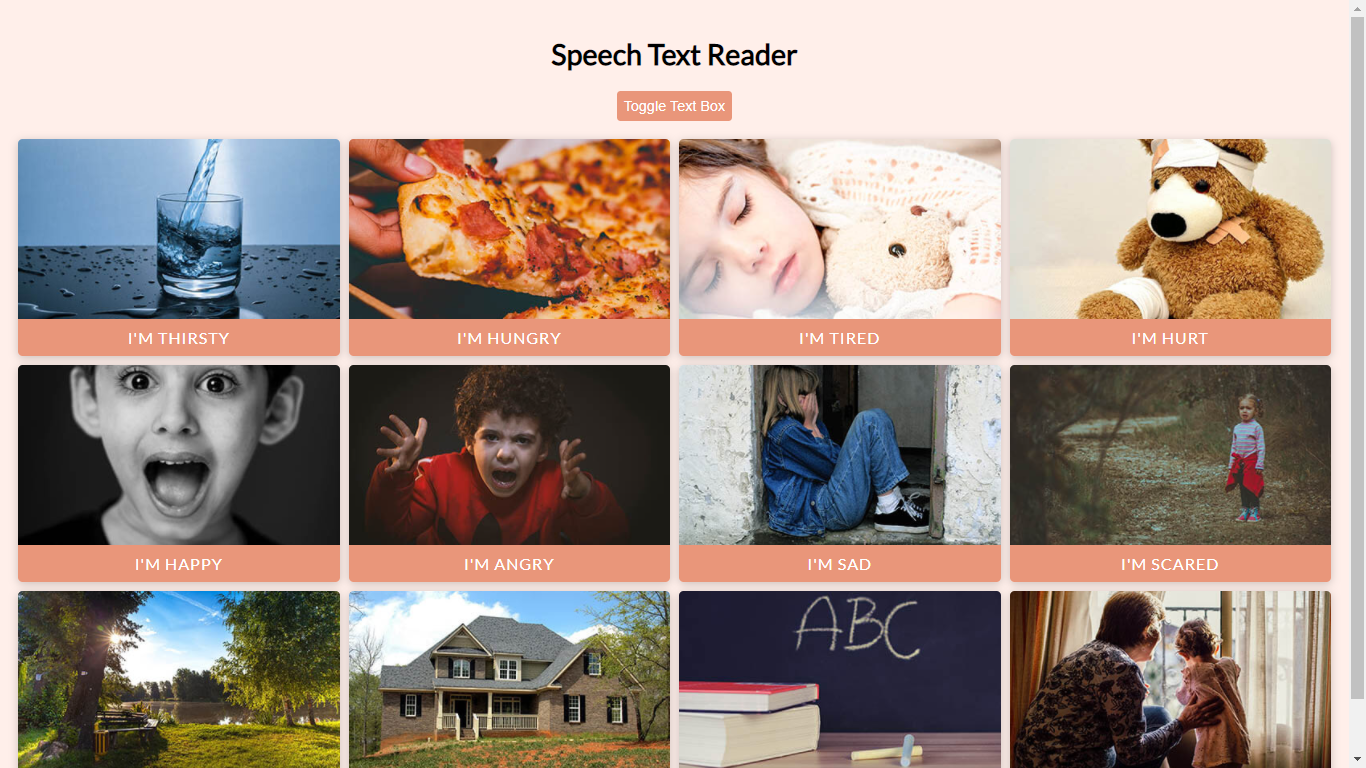 Speech Text Reader
Toggle Text Box
I'M THIRSTY
I'M HUNGRY
I'M TIRED
I'M HURT
I'M HAPPY
I'M ANGRY
I'M SAD
I'M SCARED
ABC